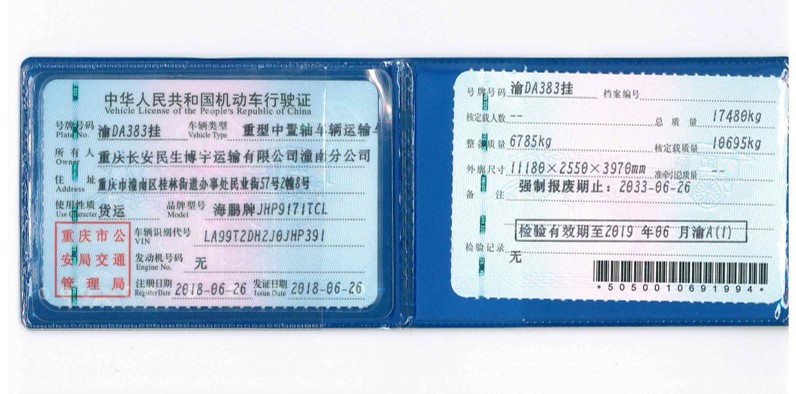 中华人民共和国机动车行驶证
Vehicle License of the People's Republic of China
号牌号码 渝DA383挂 车辆类型 重型中置轴车辆运输
Plate No. Vehicle Type
所有人 重庆长安民生博宇运输有限公司潼南分公司
Owner
住址 重庆市潼南区桂林街道办事处民业街57号2幢8号
Address
使用性质 货运 品牌型号 海鹏牌JHP9171TCL
Use Character Model
重庆市公
安局交通
管理局
车辆识别代号 LA99T2DH2J0JHP391
VIN
发动机号码 无
Engine No.
注册日期 2018-06-26 发证日期 2018-06-26
Register Date Issue Date
号牌号码 渝DA383挂 档案编号
核定载人数 -- 总质量 17480kg
整备质量 6785kg 核定载质量 10695kg
外廓尺寸 11180×2550×3970mm 准牵引总质量 --
备注 强制报废期止：2033-06-26
检验有效期至2019年06月渝A(1)
检验记录 无
*5050010691994*